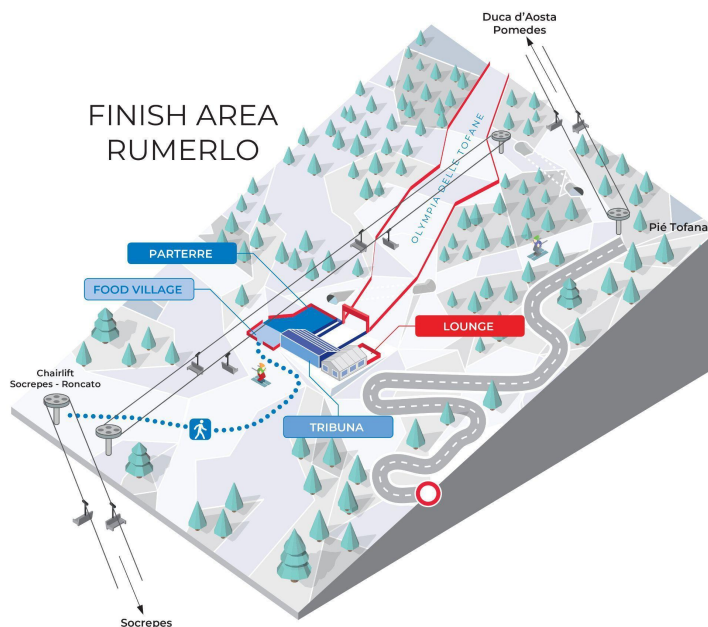 Duca d'Aosta
Pomedes
FINISH AREA
RUMERLO
OLYMPIA DELLE TOFANE
Pié Tofana
PARTERRE
FOOD VILLAGE
LOUNGE
Chairlift
Socrepes - Roncato
TRIBUNA
Socrepes